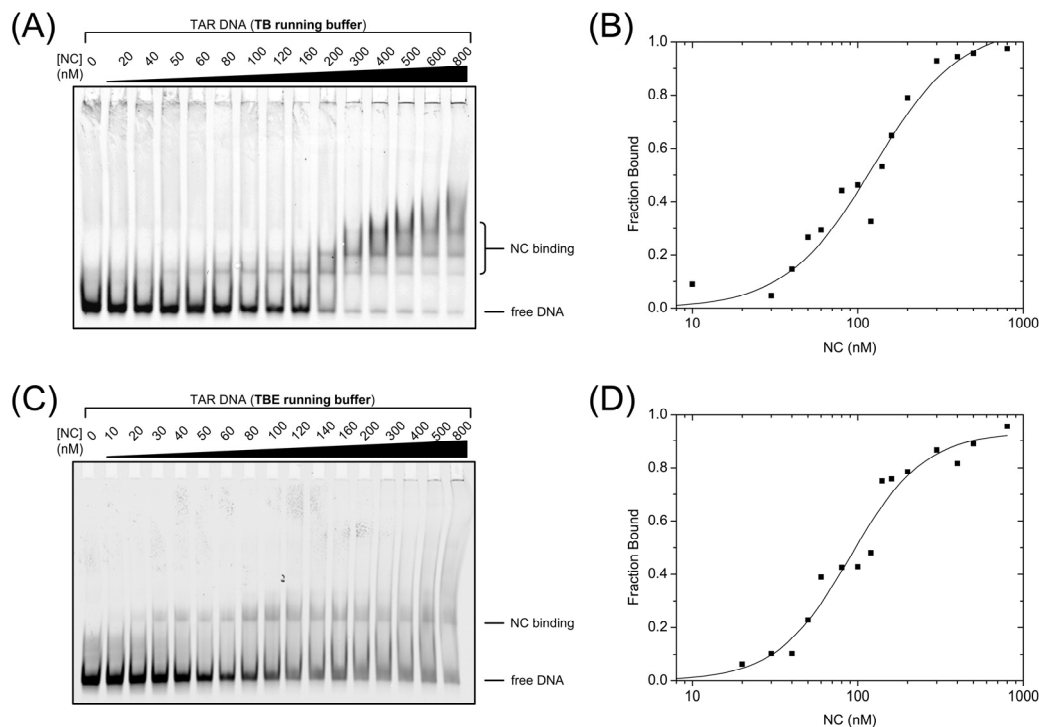 (A)
TAR DNA (TB running buffer)
[NC] 0 20 40 50 60 80 100 120 160 200 300 400 500 600 800
(nM)
NC binding
free DNA
(B)
1.0
0.8
0.6
0.4
0.2
0.0
Fraction Bound
10 100 1000
NC (nM)
(C)
TAR DNA (TBE running buffer)
[NC] 0 10 20 30 40 50 60 80 100 120 140 160 200 300 400 500 800
(nM)
NC binding
free DNA
(D)
1.0
0.8
0.6
0.4
0.2
0.0
Fraction Bound
10 100 1000
NC (nM)